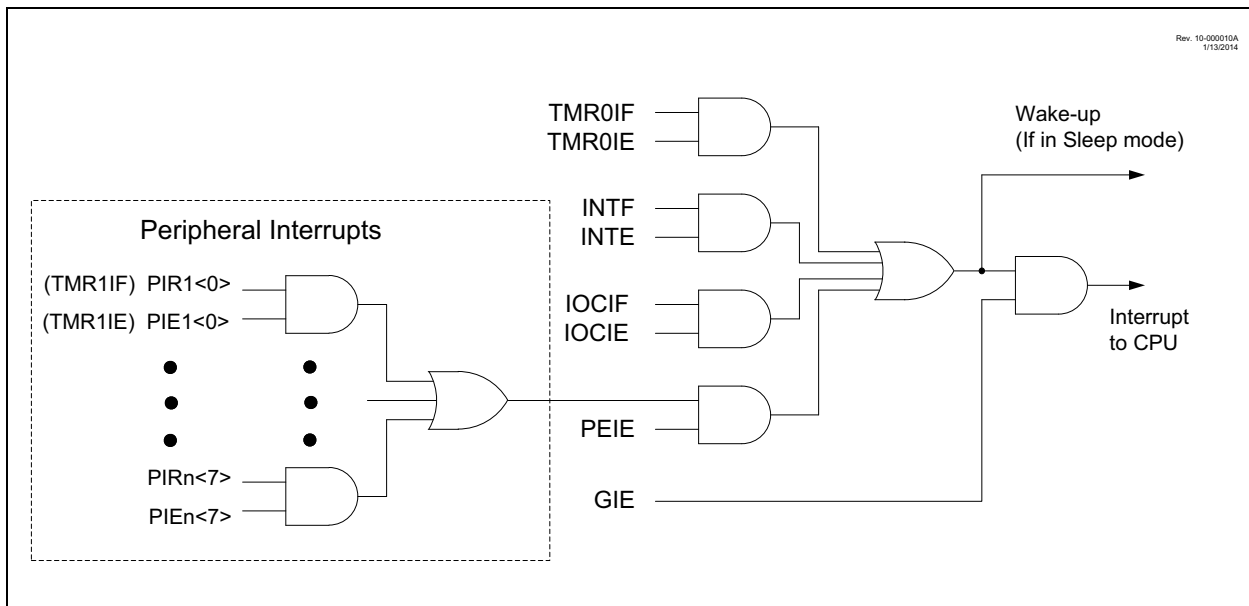 Rev. 10-000010A
1/13/2014
TMR0IF
TMR0IE
Wake-up
(If in Sleep mode)
INTF
INTE
Peripheral Interrupts
(TMR1IF) PIR1<0>
(TMR1IE) PIE1<0>
IOCIF
IOCIE
Interrupt
to CPU
PEIE
PIRn<7>
PIEn<7>
GIE